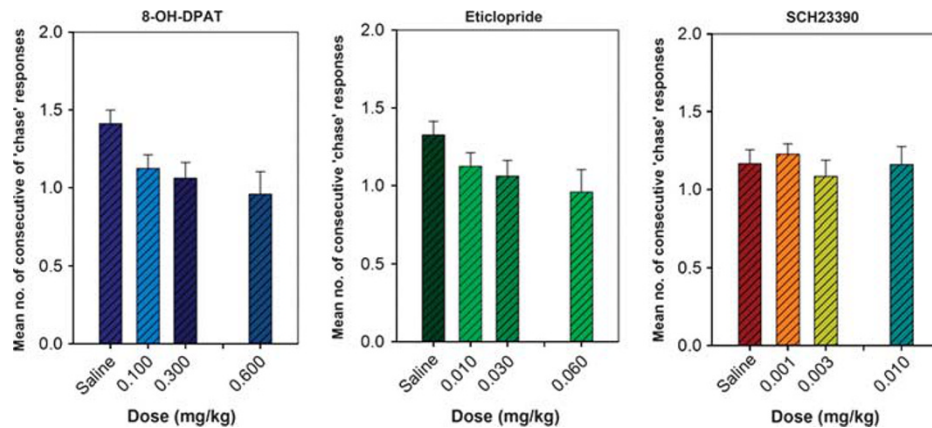 8-OH-DPAT
Mean no. of consecutive of 'chase' responses
2.0
1.5
1.0
0.5
0.0
Saline
0.100
0.300
0.600
Dose (mg/kg)
Eticlopride
Mean no. of consecutive 'chase' responses
2.0
1.5
1.0
0.5
0.0
Saline
0.010
0.030
0.060
Dose (mg/kg)
SCH23390
Mean no. of consecutive 'chase' responses
2.0
1.5
1.0
0.5
0.0
Saline
0.001
0.003
0.010
Dose (mg/kg)